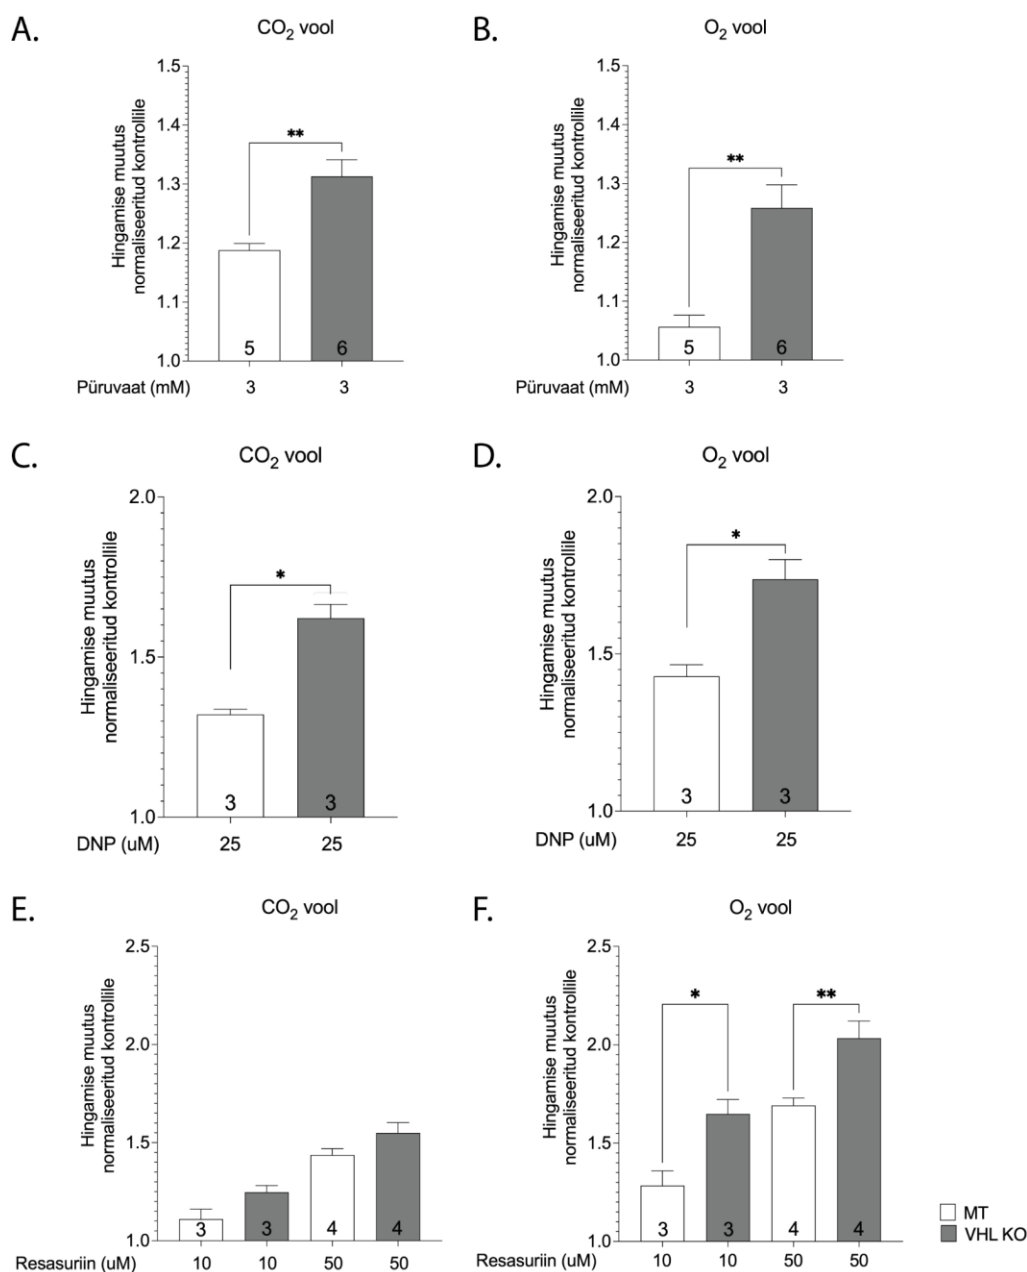 A.
CO2 vool
Hingamise muutus
normaliseeritud kontrollile
1.5
1.4
1.3
1.2
1.1
1.0
**
5
6
Püruvaat (mM)
3
3
B.
O2 vool
Hingamise muutus
normaliseeritud kontrollile
1.5
1.4
1.3
1.2
1.1
1.0
**
5
6
Püruvaat (mM)
3
3
C.
CO2 vool
Hingamise muutus
normaliseeritud kontrollile
2.0
1.5
1.0
*
3
3
DNP (uM)
25
25
D.
O2 vool
Hingamise muutus
normaliseeritud kontrollile
2.0
1.5
1.0
*
3
3
DNP (uM)
25
25
E.
CO2 vool
Hingamise muutus
normaliseeritud kontrollile
2.5
2.0
1.5
1.0
3
3
4
4
Resasuriin (uM)
10
10
50
50
F.
O2 vool
Hingamise muutus
normaliseeritud kontrollile
2.5
2.0
1.5
1.0
*
**
3
3
4
4
Resasuriin (uM)
10
10
50
50
MT
VHL KO